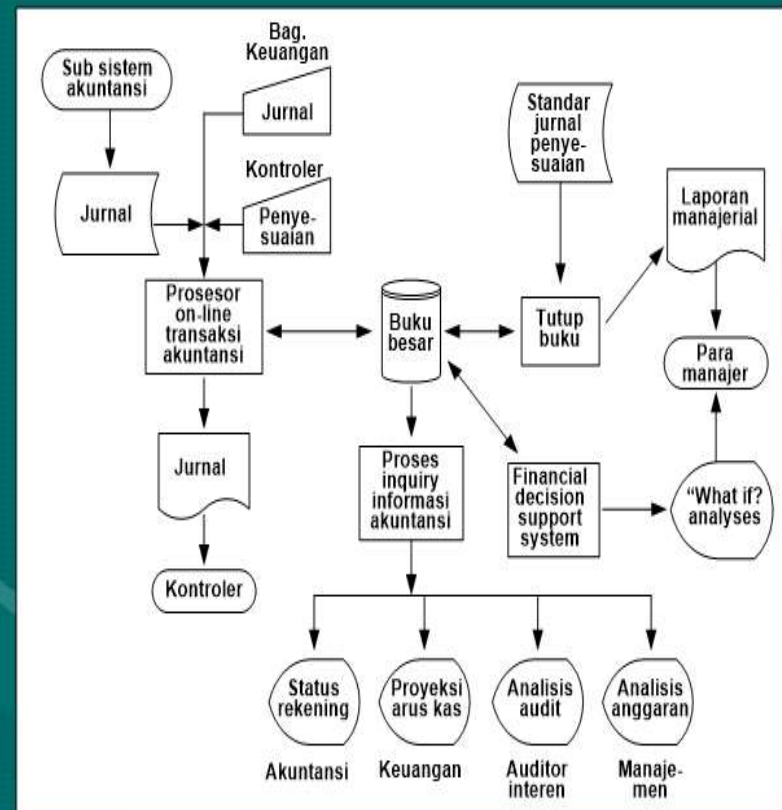 Bag.
Keuangan
Sub sistem
akuntansi
Jurnal
Standar
jurnal
penye-
suaian
Kontroler
Jurnal
Penye-
suaian
Laporan
manajerial
Prosesor
on-line
transaksi
akuntansi
Buku
besar
Tutup
buku
Para
manajer
Jurnal
Proses
inquiry
informasi
akuntansi
Financial
decision
support
system
“What if?
analyses
Kontroler
Status
rekening
Proyeksi
arus kas
Analisis
audit
Analisis
anggaran
Akuntansi
Keuangan
Auditor
interen
Manaje-
men